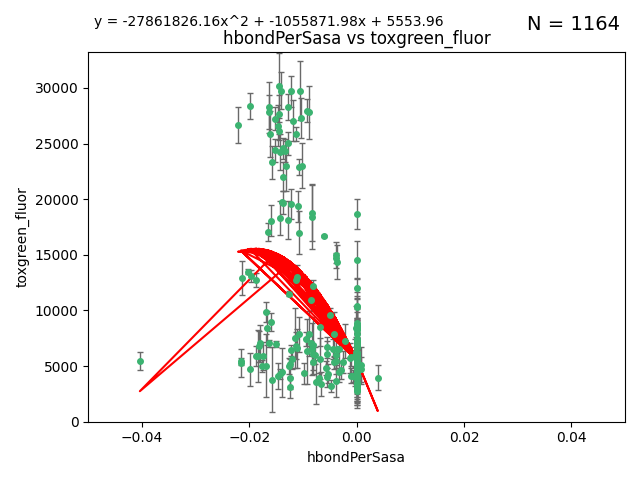 y = -27861826.16x^2 + -1055871.98x + 5553.96
N = 1164
hbondPerSasa vs toxgreen_fluor
toxgreen_fluor
30000
25000
20000
15000
10000
5000
0
−0.04
−0.02
0.00
0.02
0.04
hbondPerSasa